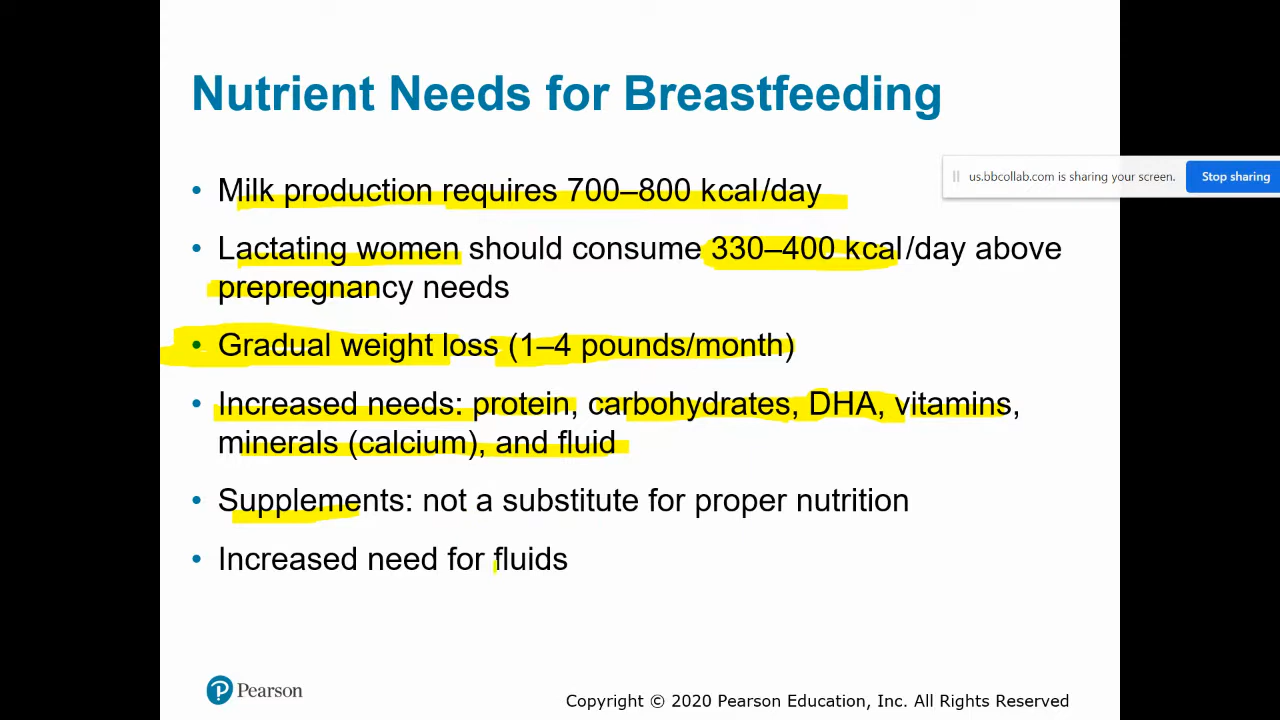 Nutrient Needs for Breastfeeding
• Milk production requires 700–800 kcal/day
us.bbcollab.com is sharing your screen. Stop sharing
• Lactating women should consume 330–400 kcal/day above
prepregnancy needs
• Gradual weight loss (1–4 pounds/month)
• Increased needs: protein, carbohydrates, DHA, vitamins,
minerals (calcium), and fluid
• Supplements: not a substitute for proper nutrition
• Increased need for fluids
Pearson
Copyright © 2020 Pearson Education, Inc. All Rights Reserved